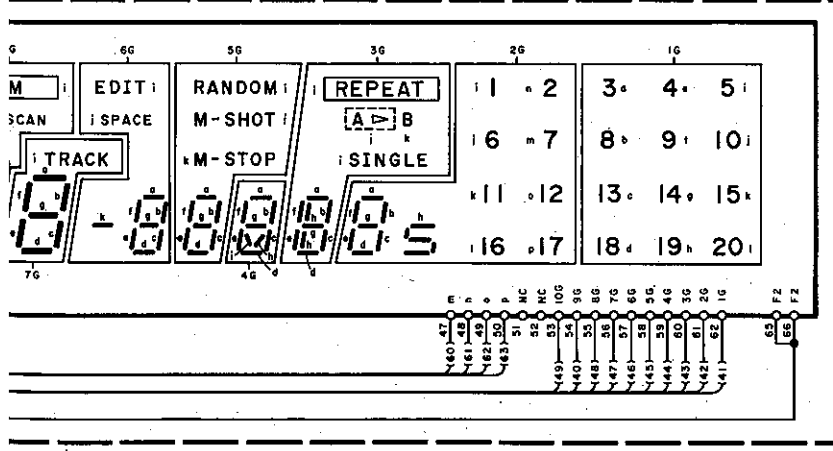 G 6G 5G 3G 2G 1G
M i EDIT i RANDOM i i REPEAT i 1 n 2 3 d 4 e 5 i
SCAN i SPACE M-SHOT i A ▷ B
j k
i 6 m 7 8 b 9 f 10 j
i TRACK k M-STOP i SINGLE
k 11 o 12 13 c 14 g 15 k
a a a a a a
f g b f g b f g b f g b f h b f g b h
k
e d c e d c e c e c e g c e d c
i h h
d d
l 16 p 17 18 d 19 h 20 l
7G 4G
m n o p NC NC 10G 9G 8G 7G 6G 5G 4G 3G 2G 1G F2 F2
47 48 49 50 51 52 53 54 55 56 57 58 59 60 61 62 65 66
(60) (61) (62) (63) (49) (40) (48) (47) (46) (45) (44) (43) (42) (41)